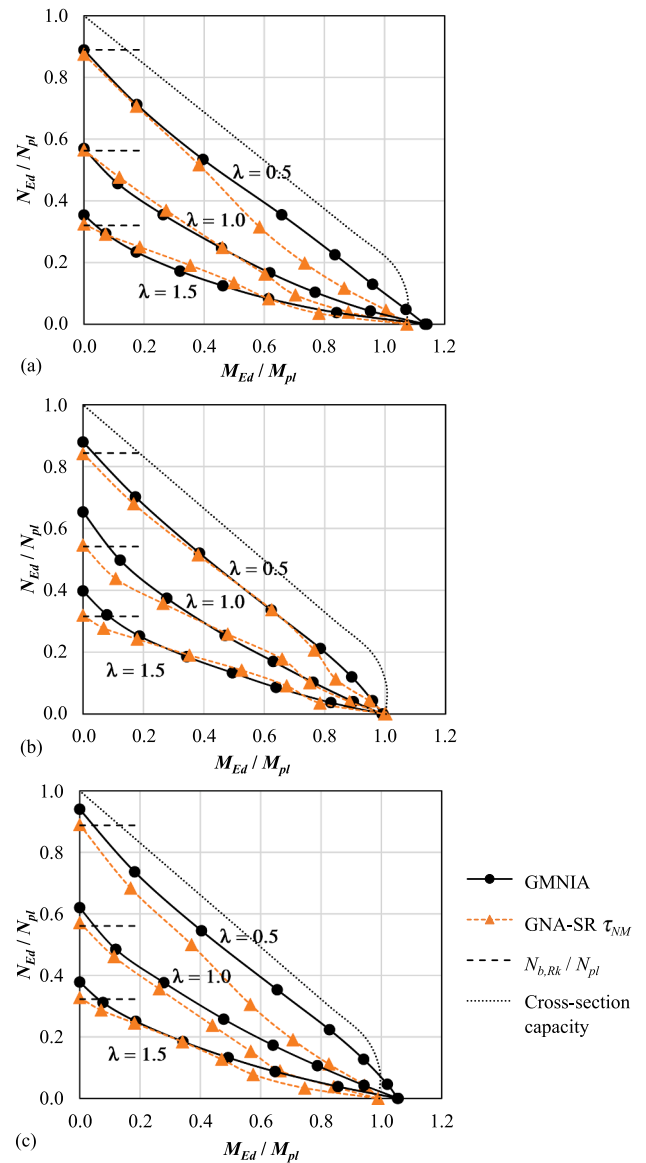 1.0
0.8
0.6
0.4
0.2
0.0
N_Ed / N_pl
λ = 0.5
λ = 1.0
λ = 1.5
0.0 0.2 0.4 0.6 0.8 1.0 1.2
(a)
M_Ed / M_pl
1.0
0.8
0.6
0.4
0.2
0.0
N_Ed / N_pl
λ = 0.5
λ = 1.0
λ = 1.5
0.0 0.2 0.4 0.6 0.8 1.0 1.2
(b)
M_Ed / M_pl
1.0
0.8
0.6
0.4
0.2
0.0
N_Ed / N_pl
λ = 0.5
λ = 1.0
λ = 1.5
0.0 0.2 0.4 0.6 0.8 1.0 1.2
(c)
M_Ed / M_pl
GMNIA
GNA-SR τ_NM
N_b,Rk / N_pl
Cross-section
capacity